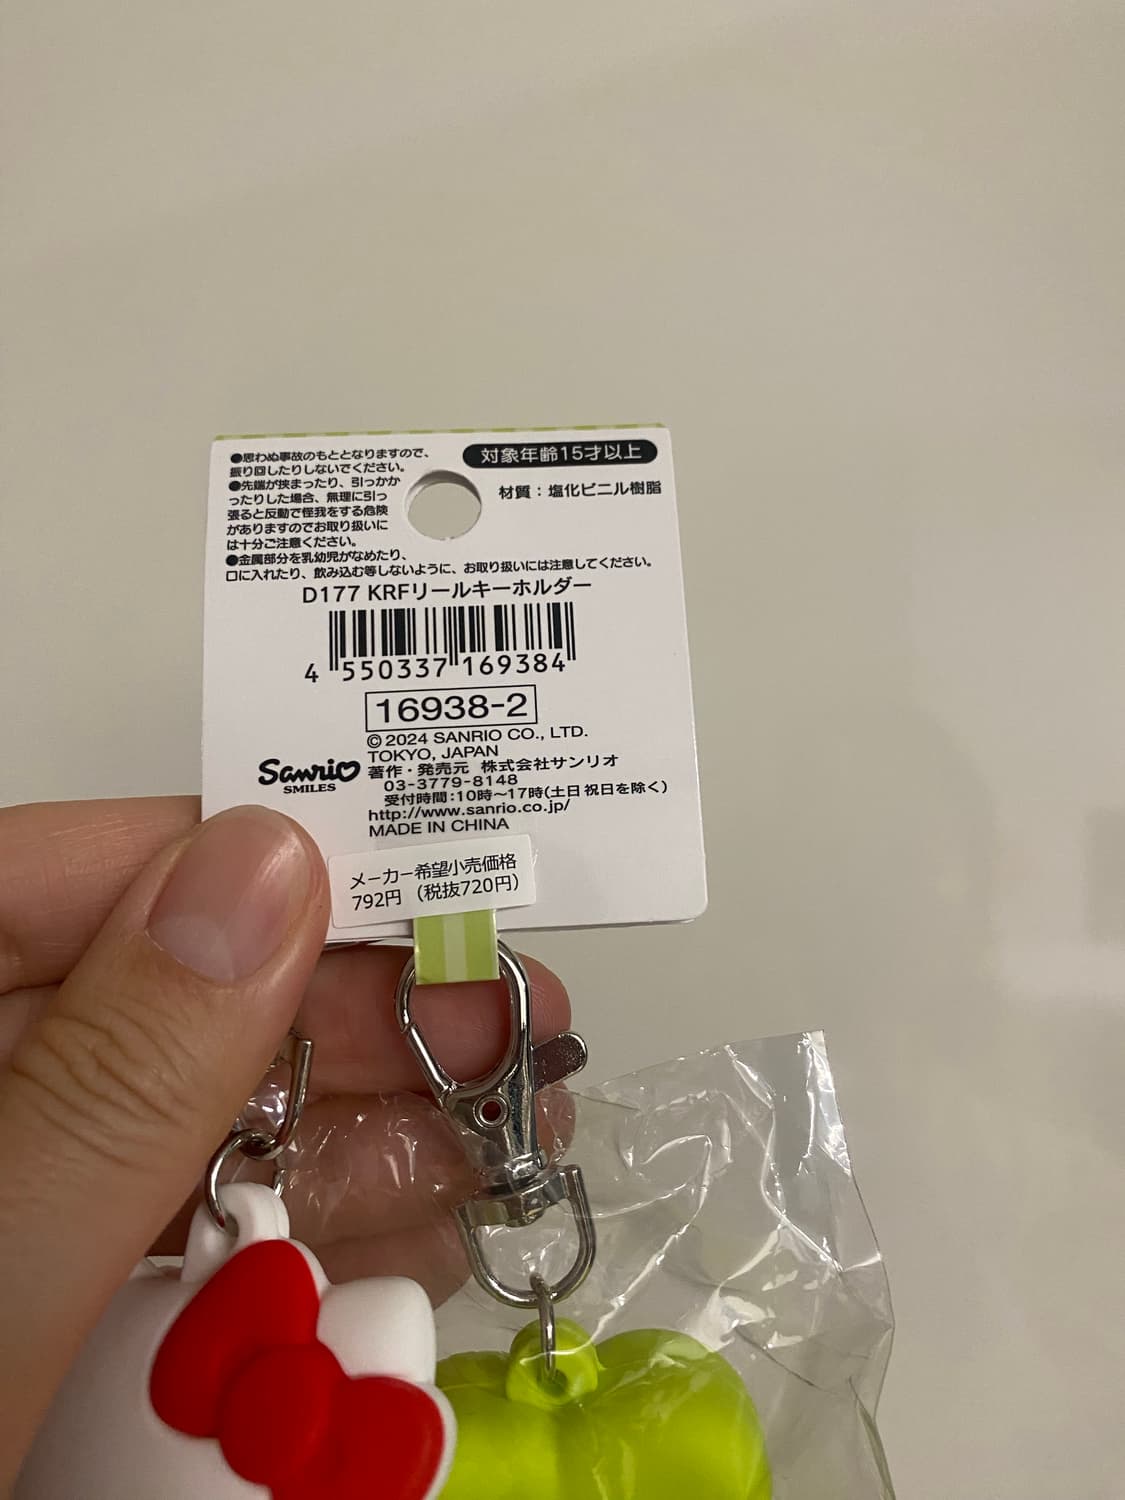 ●思わぬ事故のもととなりますので、
振り回したりしないでください。
●先端が挟まったり、引っかか
ったりした場合、無理に引っ
張ると反動で怪我をする危険
がありますのでお取り扱いに
は十分ご注意ください。
●金属部分を乳幼児がなめたり、
口に入れたり、飲み込む等しないように、お取り扱いには注意してください。
対象年齢15才以上
材質：塩化ビニル樹脂
D177 KRFリールキーホルダー
4 550337 169384
16938-2
© 2024 SANRIO CO., LTD.
TOKYO, JAPAN
Sanrio
SMILES
著作・発売元 株式会社サンリオ
03-3779-8148
受付時間:10時～17時(土日祝日を除く)
http://www.sanrio.co.jp/
MADE IN CHINA
メーカー希望小売価格
792円 (税抜720円)